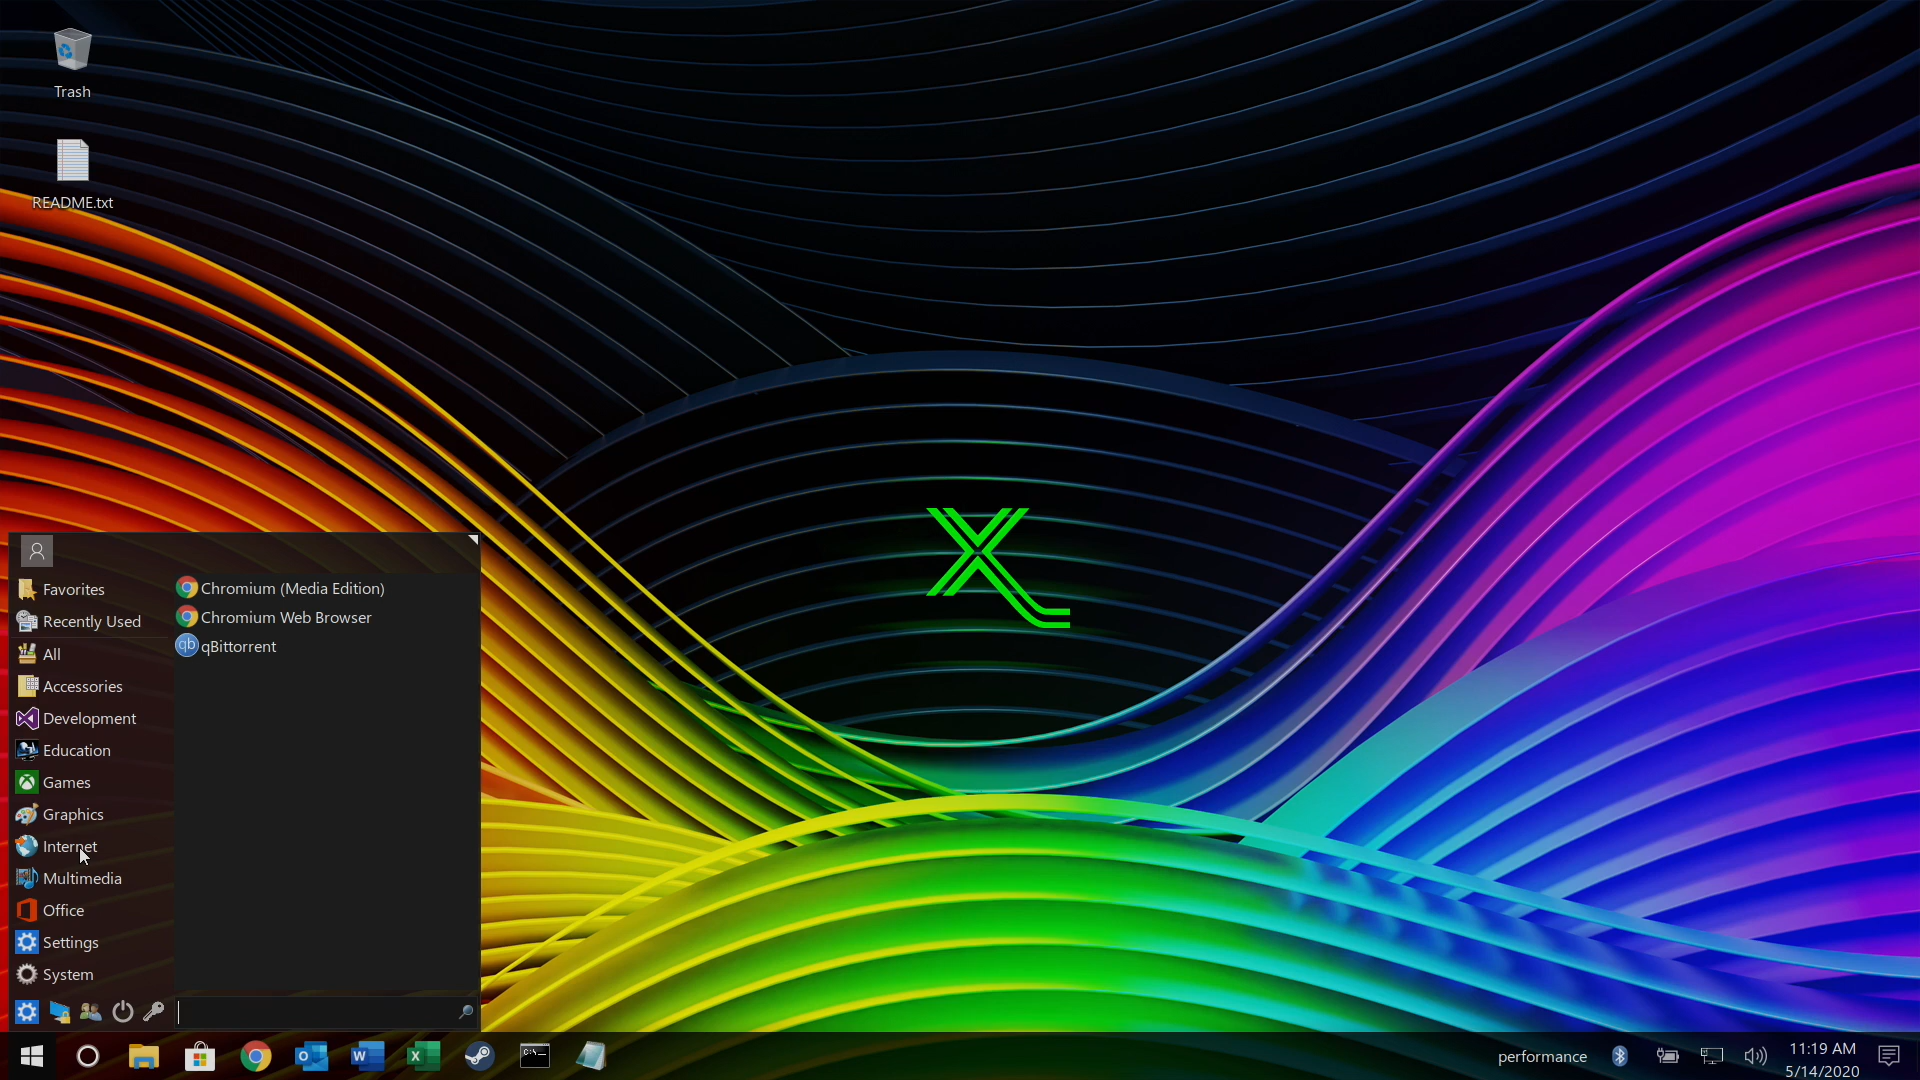 Trash
README.txt
Favorites
Recently Used
All
Accessories
Development
Education
Games
Graphics
Internet
Multimedia
Office
Settings
System
Chromium (Media Edition)
Chromium Web Browser
qb qBittorrent
O
W
X
C:\
performance
11:19 AM
5/14/2020